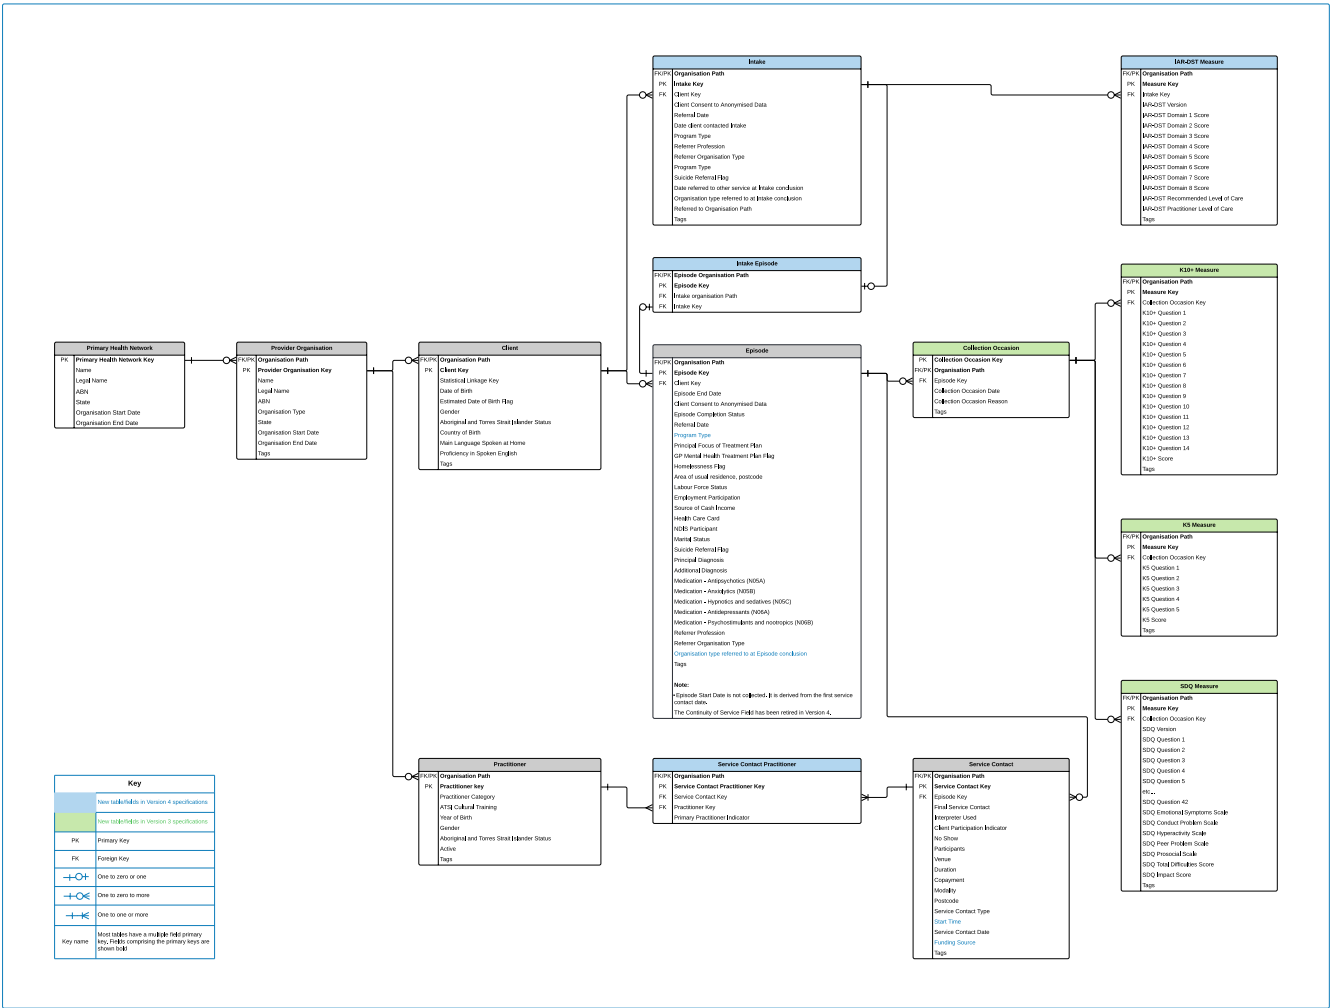 Intake
FK/PK Organisation Path
PK Intake Key
FK Client Key
Client Consent to Anonymised Data
Referral Date
Date client contacted Intake
Program Type
Referrer Profession
Referrer Organisation Type
Program Type
Suicide Referral Flag
Date referred to other service at Intake conclusion
Organisation type referred to at Intake conclusion
Referred to Organisation Path
Tags
IAR-DST Measure
FK/PK Organisation Path
PK Measure Key
FK Intake Key
IAR-DST Version
IAR-DST Domain 1 Score
IAR-DST Domain 2 Score
IAR-DST Domain 3 Score
IAR-DST Domain 4 Score
IAR-DST Domain 5 Score
IAR-DST Domain 6 Score
IAR-DST Domain 7 Score
IAR-DST Domain 8 Score
IAR-DST Recommended Level of Care
IAR-DST Practitioner Level of Care
Tags
Intake Episode
FK/PK Episode Organisation Path
PK Episode Key
FK Intake organisation Path
FK Intake Key
K10+ Measure
FK/PK Organisation Path
PK Measure Key
FK Collection Occasion Key
K10+ Question 1
K10+ Question 2
K10+ Question 3
K10+ Question 4
K10+ Question 5
K10+ Question 6
K10+ Question 7
K10+ Question 8
K10+ Question 9
K10+ Question 10
K10+ Question 11
K10+ Question 12
K10+ Question 13
K10+ Question 14
K10+ Score
Tags
Primary Health Network
PK Primary Health Network Key
Name
Legal Name
ABN
State
Organisation Start Date
Organisation End Date
Provider Organisation
FK/PK Organisation Path
PK Provider Organisation Key
Name
Legal Name
ABN
Organisation Type
State
Organisation Start Date
Organisation End Date
Tags
Client
FK/PK Organisation Path
PK Client Key
Statistical Linkage Key
Date of Birth
Estimated Date of Birth Flag
Gender
Aboriginal and Torres Strait Islander Status
Country of Birth
Main Language Spoken at Home
Proficiency in Spoken English
Tags
Episode
FK/PK Organisation Path
PK Episode Key
FK Client Key
Episode End Date
Client Consent to Anonymised Data
Episode Completion Status
Referral Date
Program Type
Principal Focus of Treatment Plan
GP Mental Health Treatment Plan Flag
Homelessness Flag
Area of usual residence, postcode
Labour Force Status
Employment Participation
Source of Cash Income
Health Care Card
NDIS Participant
Marital Status
Suicide Referral Flag
Principal Diagnosis
Additional Diagnosis
Medication - Antipsychotics (N05A)
Medication - Anxiolytics (N05B)
Medication - Hypnotics and sedatives (N05C)
Medication - Antidepressants (N06A)
Medication - Psychostimulants and nootropics (N06B)
Referrer Profession
Referrer Organisation Type
Organisation type referred to at Episode conclusion
Tags
Note:
• Episode Start Date is not collected. It is derived from the first service
contact date.
The Continuity of Service Field has been retired in Version 4.
Collection Occasion
PK Collection Occasion Key
FK/PK Organisation Path
FK Episode Key
Collection Occasion Date
Collection Occasion Reason
Tags
K5 Measure
FK/PK Organisation Path
PK Measure Key
FK Collection Occasion Key
K5 Question 1
K5 Question 2
K5 Question 3
K5 Question 4
K5 Question 5
K5 Score
Tags
SDQ Measure
FK/PK Organisation Path
PK Measure Key
FK Collection Occasion Key
SDQ Version
SDQ Question 1
SDQ Question 2
SDQ Question 3
SDQ Question 4
SDQ Question 5
etc...
SDQ Question 42
SDQ Emotional Symptoms Scale
SDQ Conduct Problem Scale
SDQ Hyperactivity Scale
SDQ Peer Problem Scale
SDQ Prosocial Scale
SDQ Total Difficulties Score
SDQ Impact Score
Tags
Practitioner
FK/PK Organisation Path
PK Practitioner key
Practitioner Category
ATSI Cultural Training
Year of Birth
Gender
Aboriginal and Torres Strait Islander Status
Active
Tags
Service Contact Practitioner
FK/PK Organisation Path
PK Service Contact Practitioner Key
FK Service Contact Key
FK Practitioner Key
Primary Practitioner Indicator
Service Contact
FK/PK Organisation Path
PK Service Contact Key
FK Episode Key
Final Service Contact
Interpreter Used
Client Participation Indicator
No Show
Participants
Venue
Duration
Copayment
Modality
Postcode
Service Contact Type
Start Time
Service Contact Date
Funding Source
Tags
Key
New table/fields in Version 4 specifications
New table/fields in Version 3 specifications
PK Primary Key
FK Foreign Key
One to zero or one
One to zero to more
One to one or more
Key name Most tables have a multiple field primary
key, Fields comprising the primary keys are
shown bold